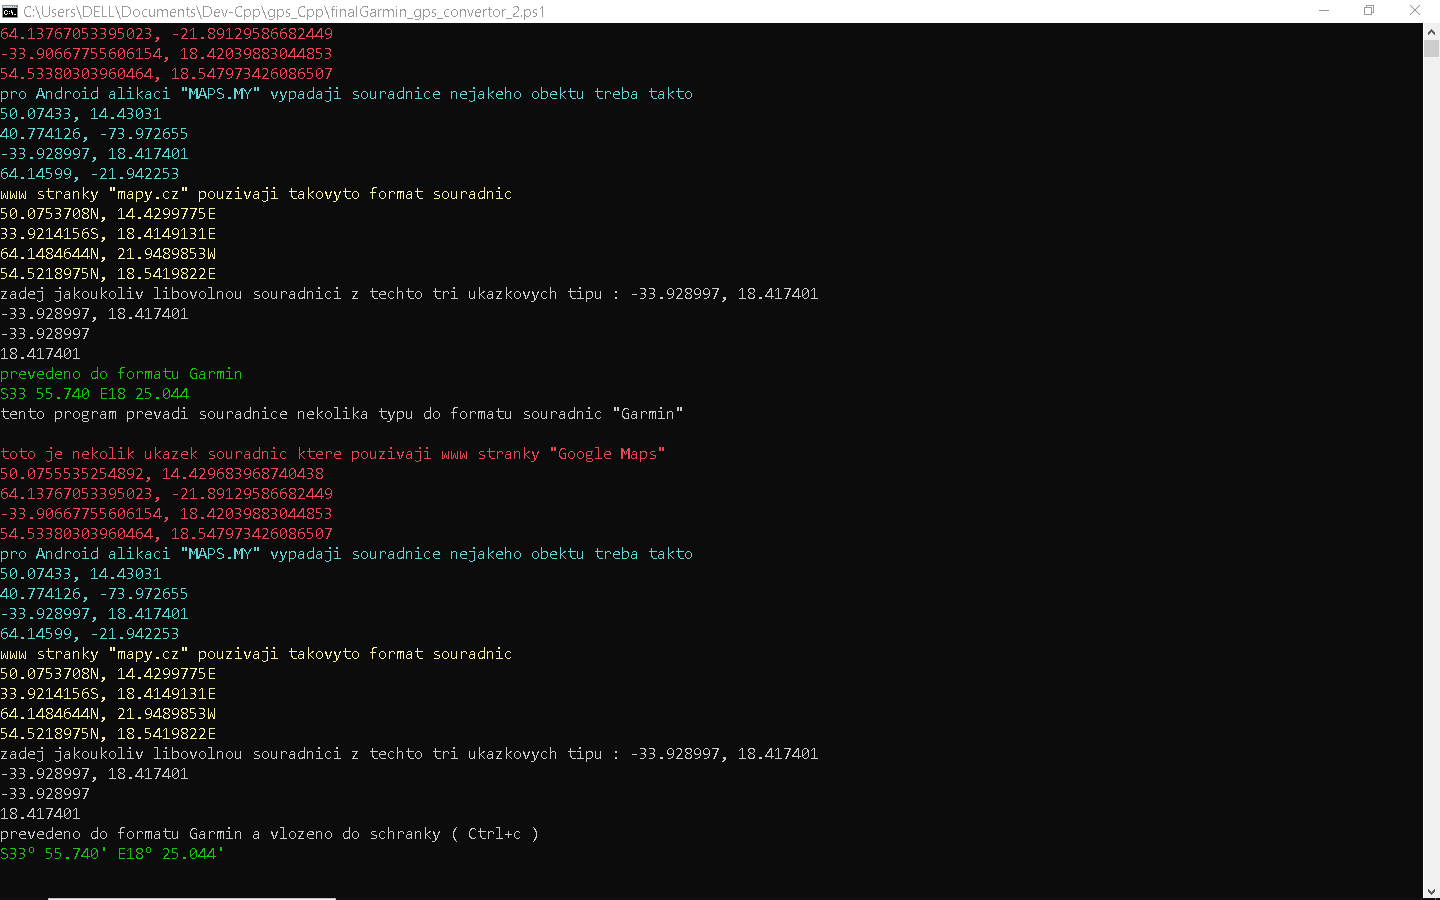 C:\Users\DELL\Documents\Dev-Cpp\gps_Cpp\finalGarmin_gps_convertor_2.ps1
64.13767053395023, -21.89129586682449
-33.90667755606154, 18.42039883044853
54.53380303960464, 18.547973426086507
pro Android alikaci "MAPS.MY" vypadaji souradnice nejakeho obektu treba takto
50.07433, 14.43031
40.774126, -73.972655
-33.928997, 18.417401
64.14599, -21.942253
www stranky "mapy.cz" pouzivaji takovyto format souradnic
50.0753708N, 14.4299775E
33.9214156S, 18.4149131E
64.1484644N, 21.9489853W
54.5218975N, 18.5419822E
zadej jakoukoliv libovolnou souradnici z techto tri ukazkovych tipu : -33.928997, 18.417401
-33.928997, 18.417401
-33.928997
18.417401
prevedeno do formatu Garmin
S33 55.740 E18 25.044
tento program prevadi souradnice nekolika typu do formatu souradnic "Garmin"
toto je nekolik ukazek souradnic ktere pouzivaji www stranky "Google Maps"
50.0755535254892, 14.429683968740438
64.13767053395023, -21.89129586682449
-33.90667755606154, 18.42039883044853
54.53380303960464, 18.547973426086507
pro Android alikaci "MAPS.MY" vypadaji souradnice nejakeho obektu treba takto
50.07433, 14.43031
40.774126, -73.972655
-33.928997, 18.417401
64.14599, -21.942253
www stranky "mapy.cz" pouzivaji takovyto format souradnic
50.0753708N, 14.4299775E
33.9214156S, 18.4149131E
64.1484644N, 21.9489853W
54.5218975N, 18.5419822E
zadej jakoukoliv libovolnou souradnici z techto tri ukazkovych tipu : -33.928997, 18.417401
-33.928997, 18.417401
-33.928997
18.417401
prevedeno do formatu Garmin a vlozeno do schranky ( Ctrl+c )
S33º 55.740' E18º 25.044'